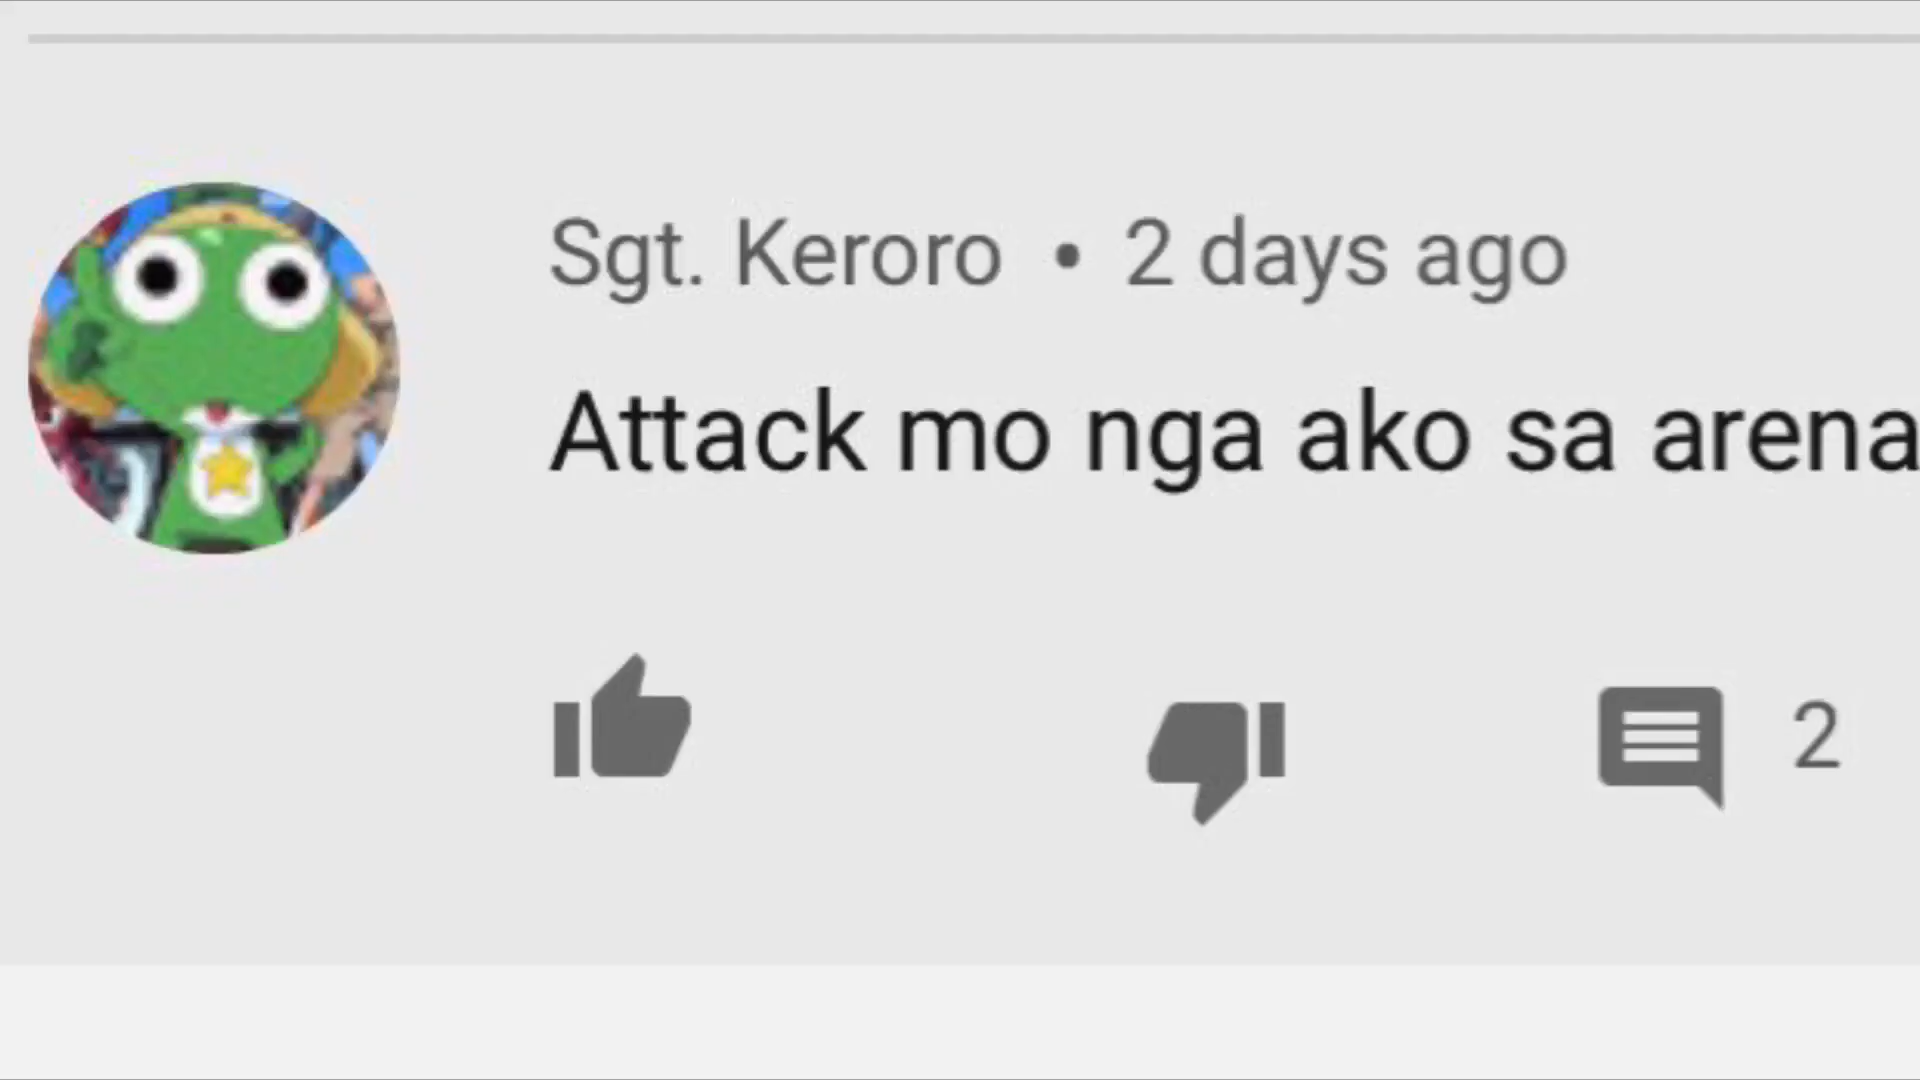 Sgt. Keroro • 2 days ago
Attack mo nga ako sa arena
2